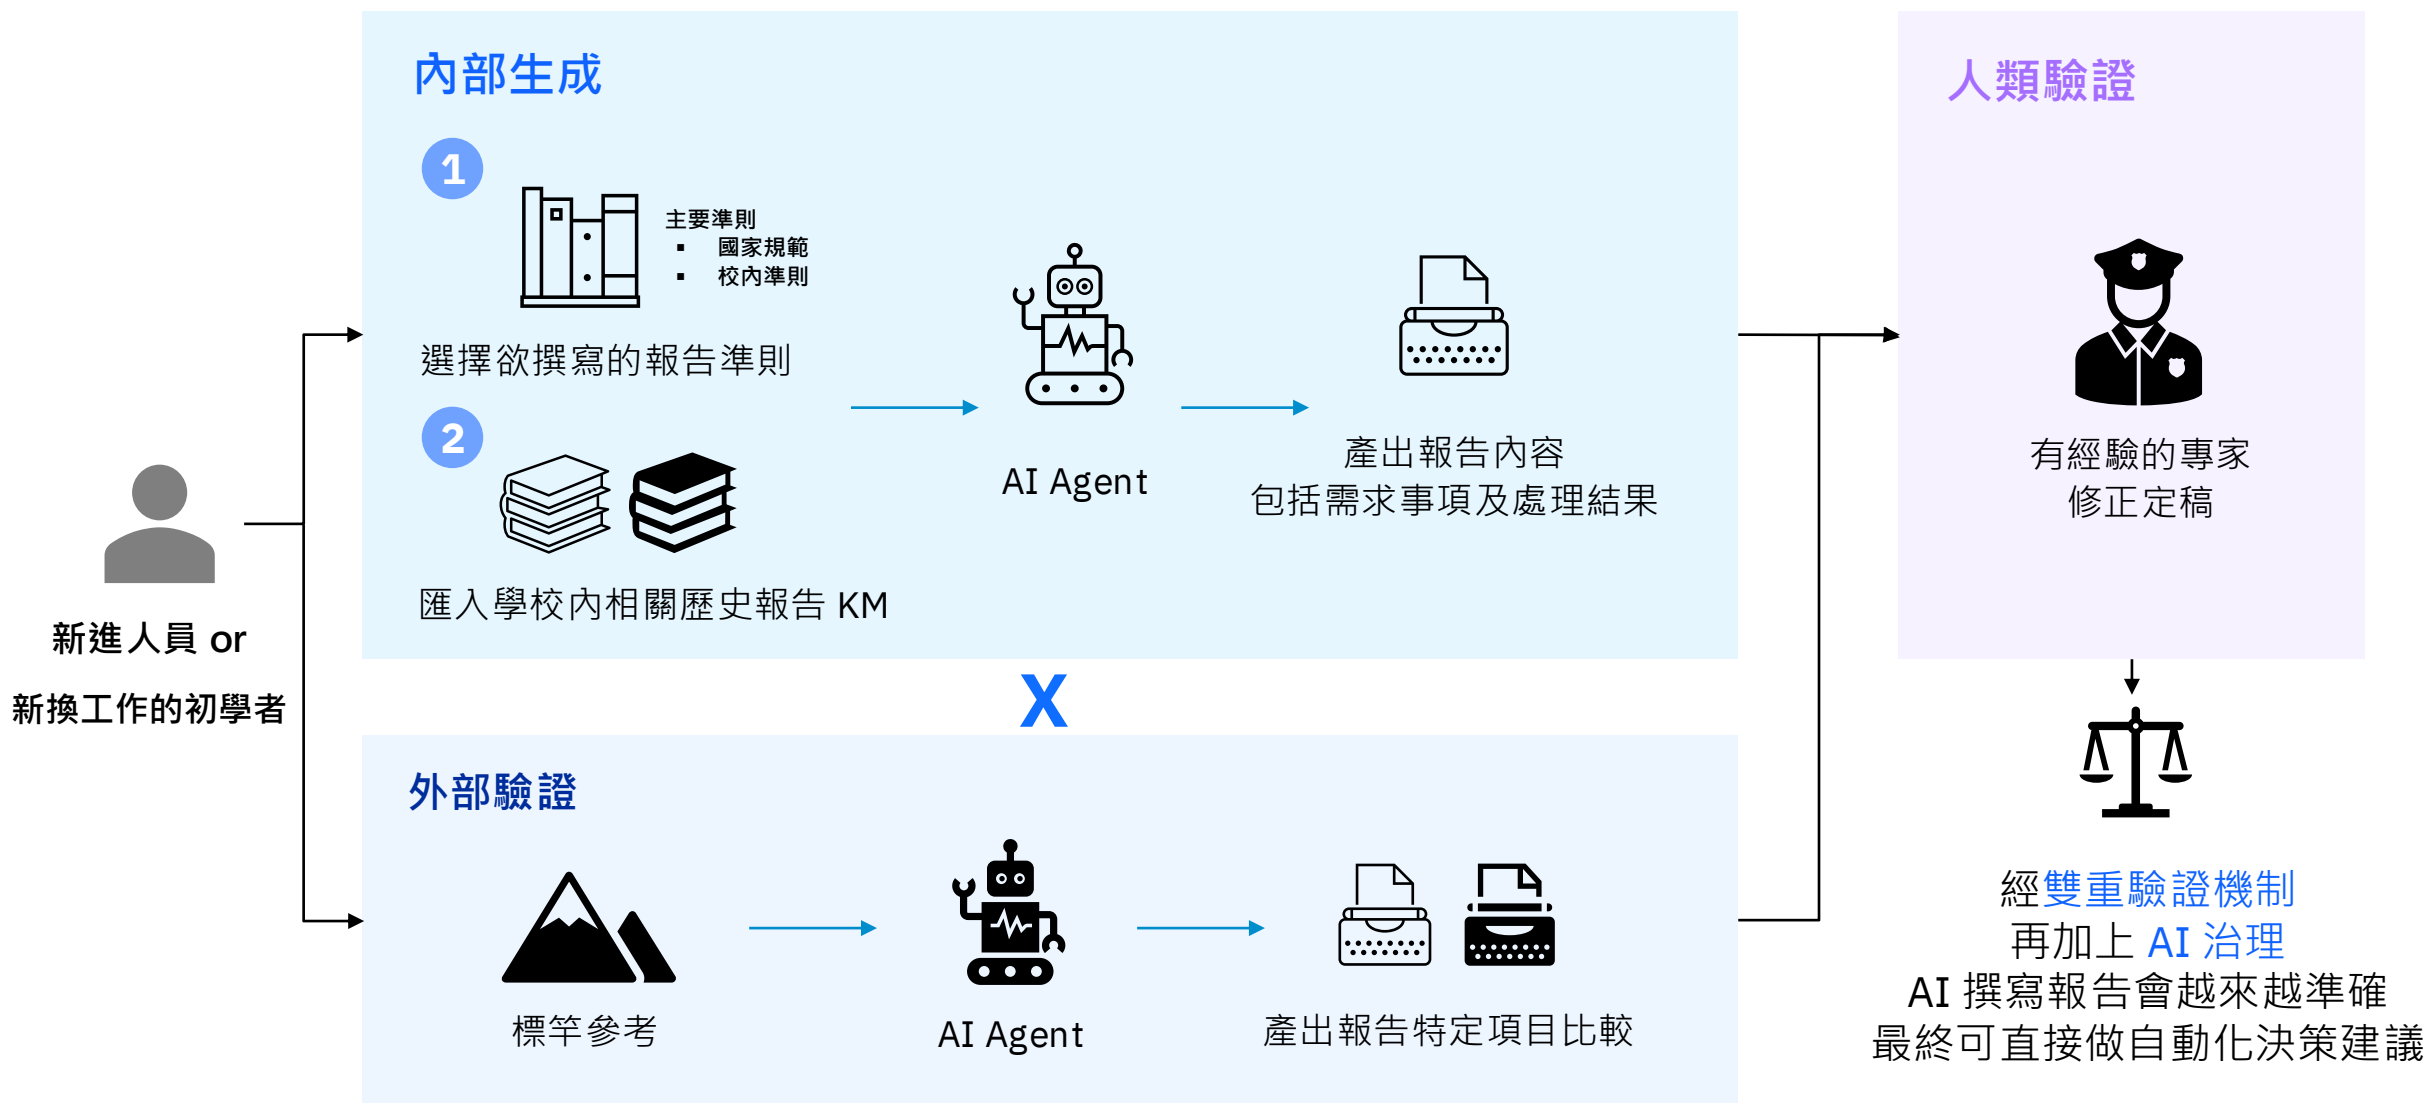 新進人員 or
新換工作的初學者
內部生成
1
主要準則
▪ 國家規範
▪ 校內準則
選擇欲撰寫的報告準則
2
匯入學校內相關歷史報告 KM
AI Agent
產出報告內容
包括需求事項及處理結果
X
外部驗證
標竿參考
AI Agent
產出報告特定項目比較
人類驗證
有經驗的專家
修正定稿
經雙重驗證機制
再加上 AI 治理
AI 撰寫報告會越來越準確
最終可直接做自動化決策建議